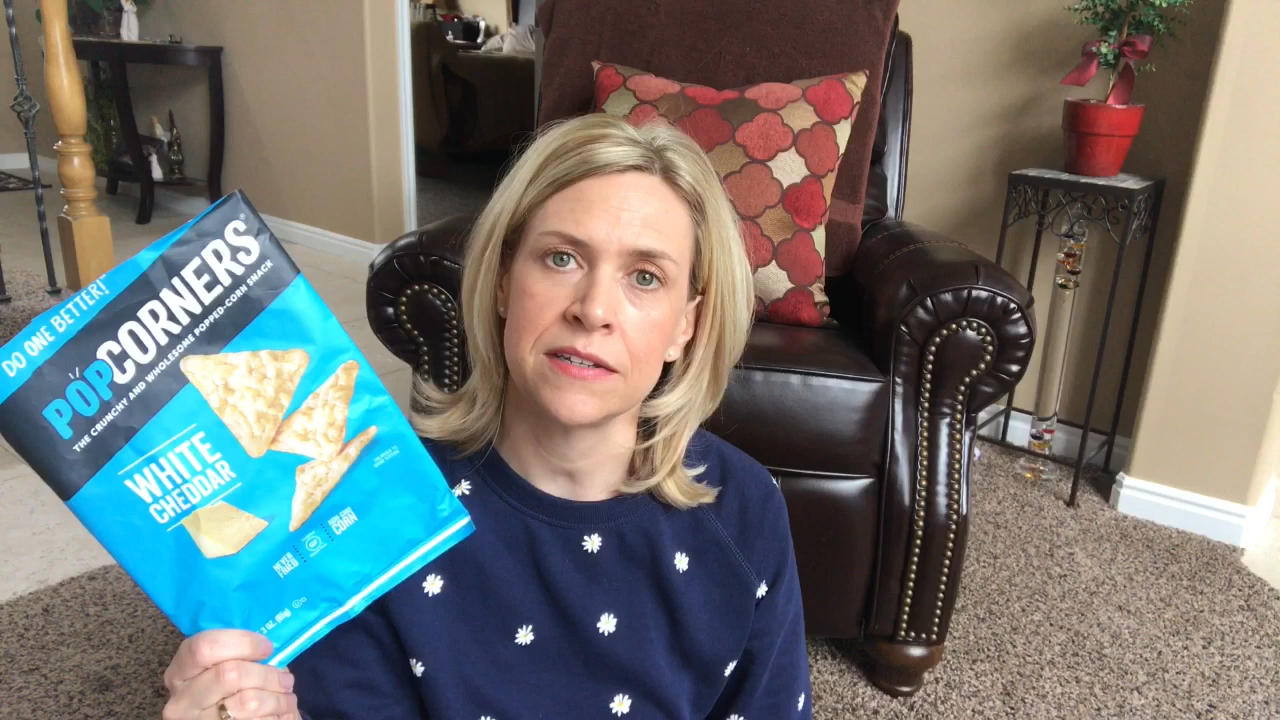 DO ONE BETTER!
POPCORNERS®
THE CRUNCHY AND WHOLESOME POPPED-CORN SNACK
WHITE
CHEDDAR
NEVER
FRIED
CORN